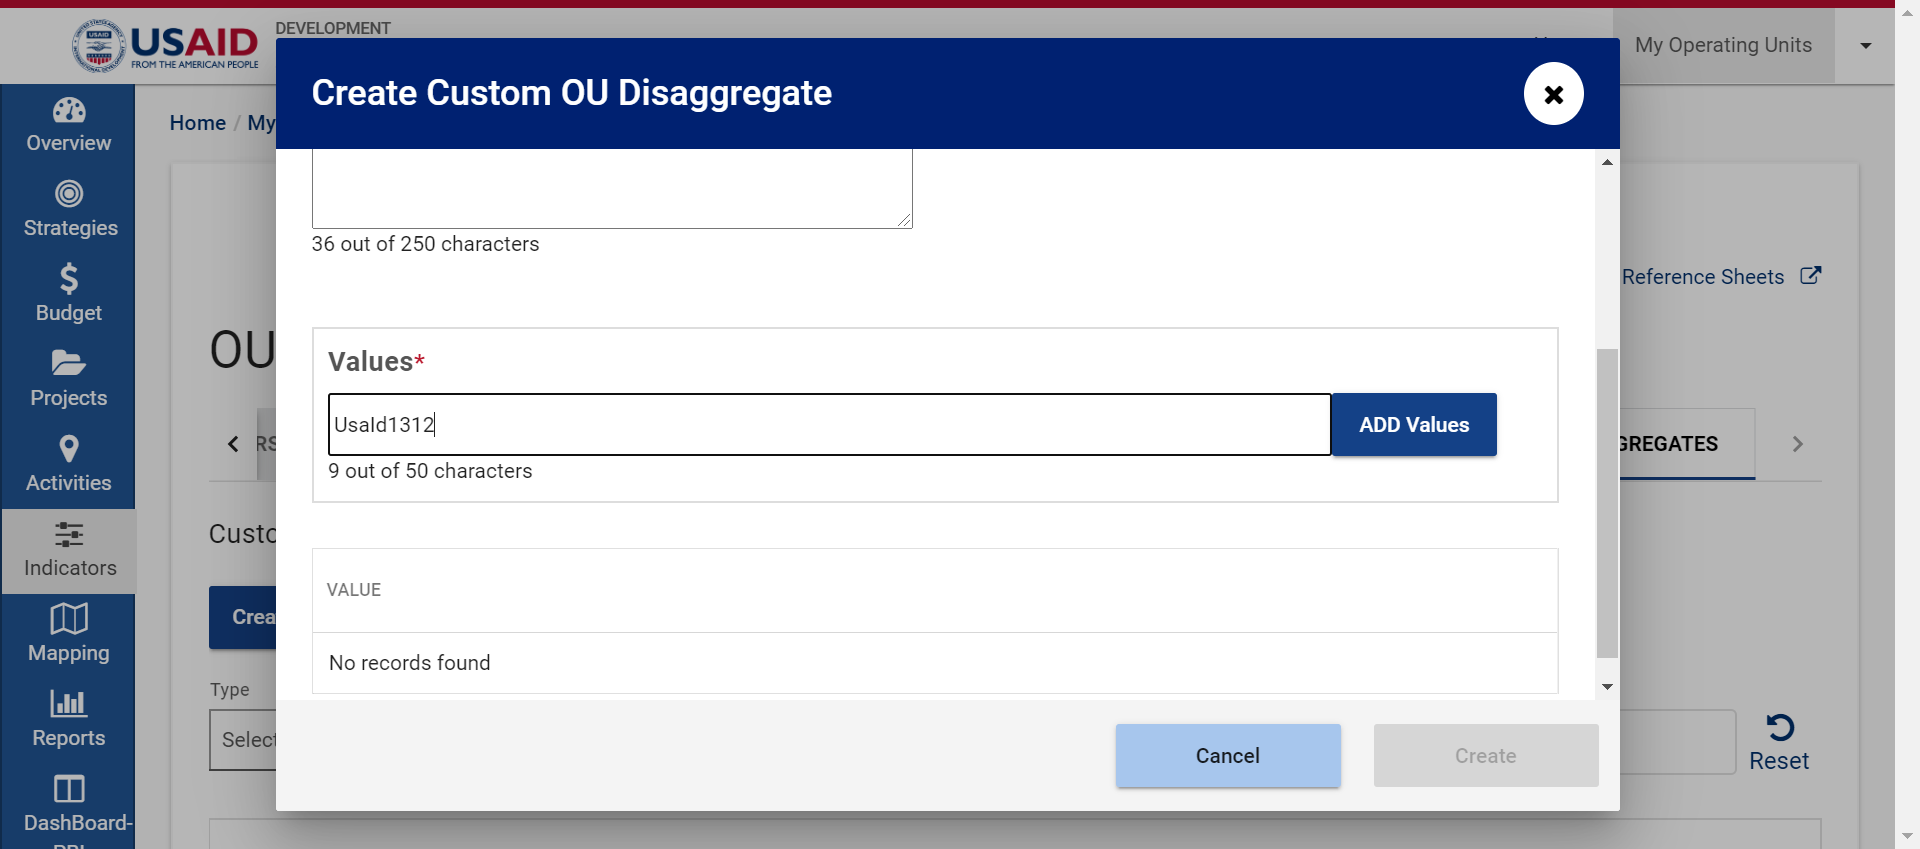 DEVELOPMENT
USAID
FROM THE AMERICAN PEOPLE
My Operating Units
Create Custom OU Disaggregate
Home / My
Overview
Strategies
Budget
Projects
Activities
Indicators
Mapping
Reports
DashBoard-
36 out of 250 characters
Reference Sheets
OU
Values*
UsaId1312
ADD Values
9 out of 50 characters
RS
GREGATES
Custo
Crea
VALUE
No records found
Type
Select
Cancel
Create
Reset